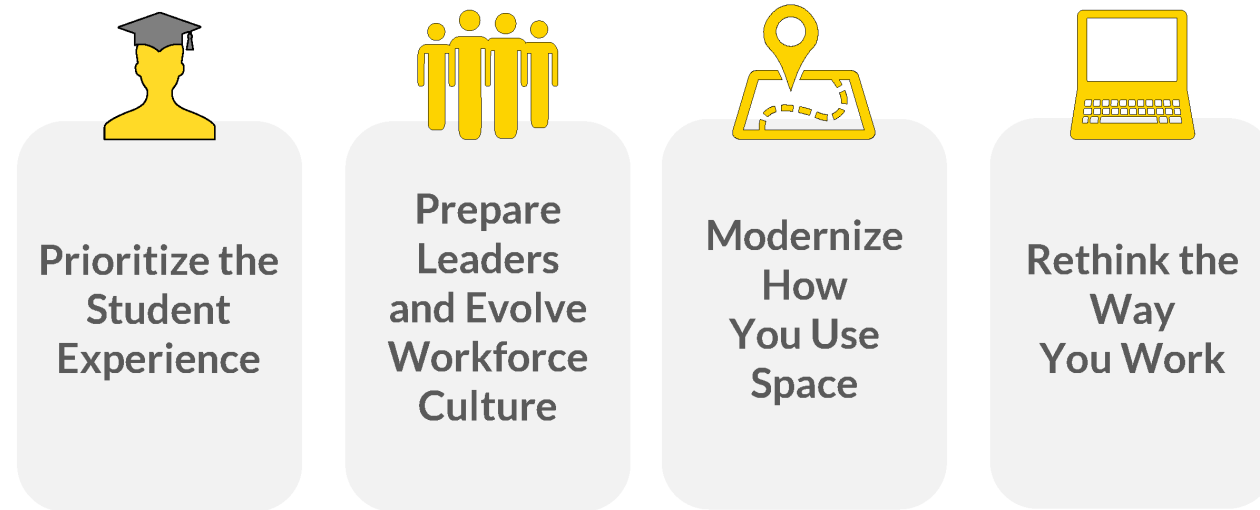 Prioritize the
Student
Experience
Prepare
Leaders
and Evolve
Workforce
Culture
Modernize
How
You Use
Space
Rethink the
Way
You Work